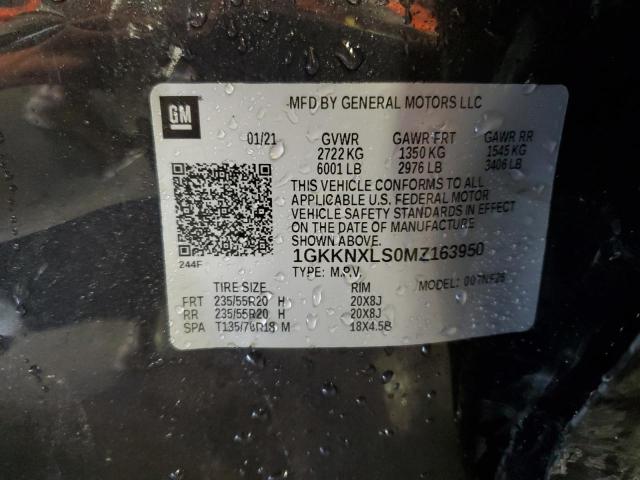 GM
MFD BY GENERAL MOTORS LLC
01/21 GVWR GAWR FRT GAWR RR
2722 KG 1350 KG 1545 KG
6001 LB 2976 LB 3406 LB
THIS VEHICLE CONFORMS TO ALL
APPLICABLE U.S. FEDERAL MOTOR
VEHICLE SAFETY STANDARDS IN EFFECT
ON THE DATE OF MANUFACTURE
SHOWN ABOVE.
1GKKNXLS0MZ163950
244F
TYPE: M.P.V. MODEL: 007NF26
TIRE SIZE RIM
FRT 235/55R20 H 20X8J
RR 235/55R20 H 20X8J
SPA T135/70R18 M 18X4.5B